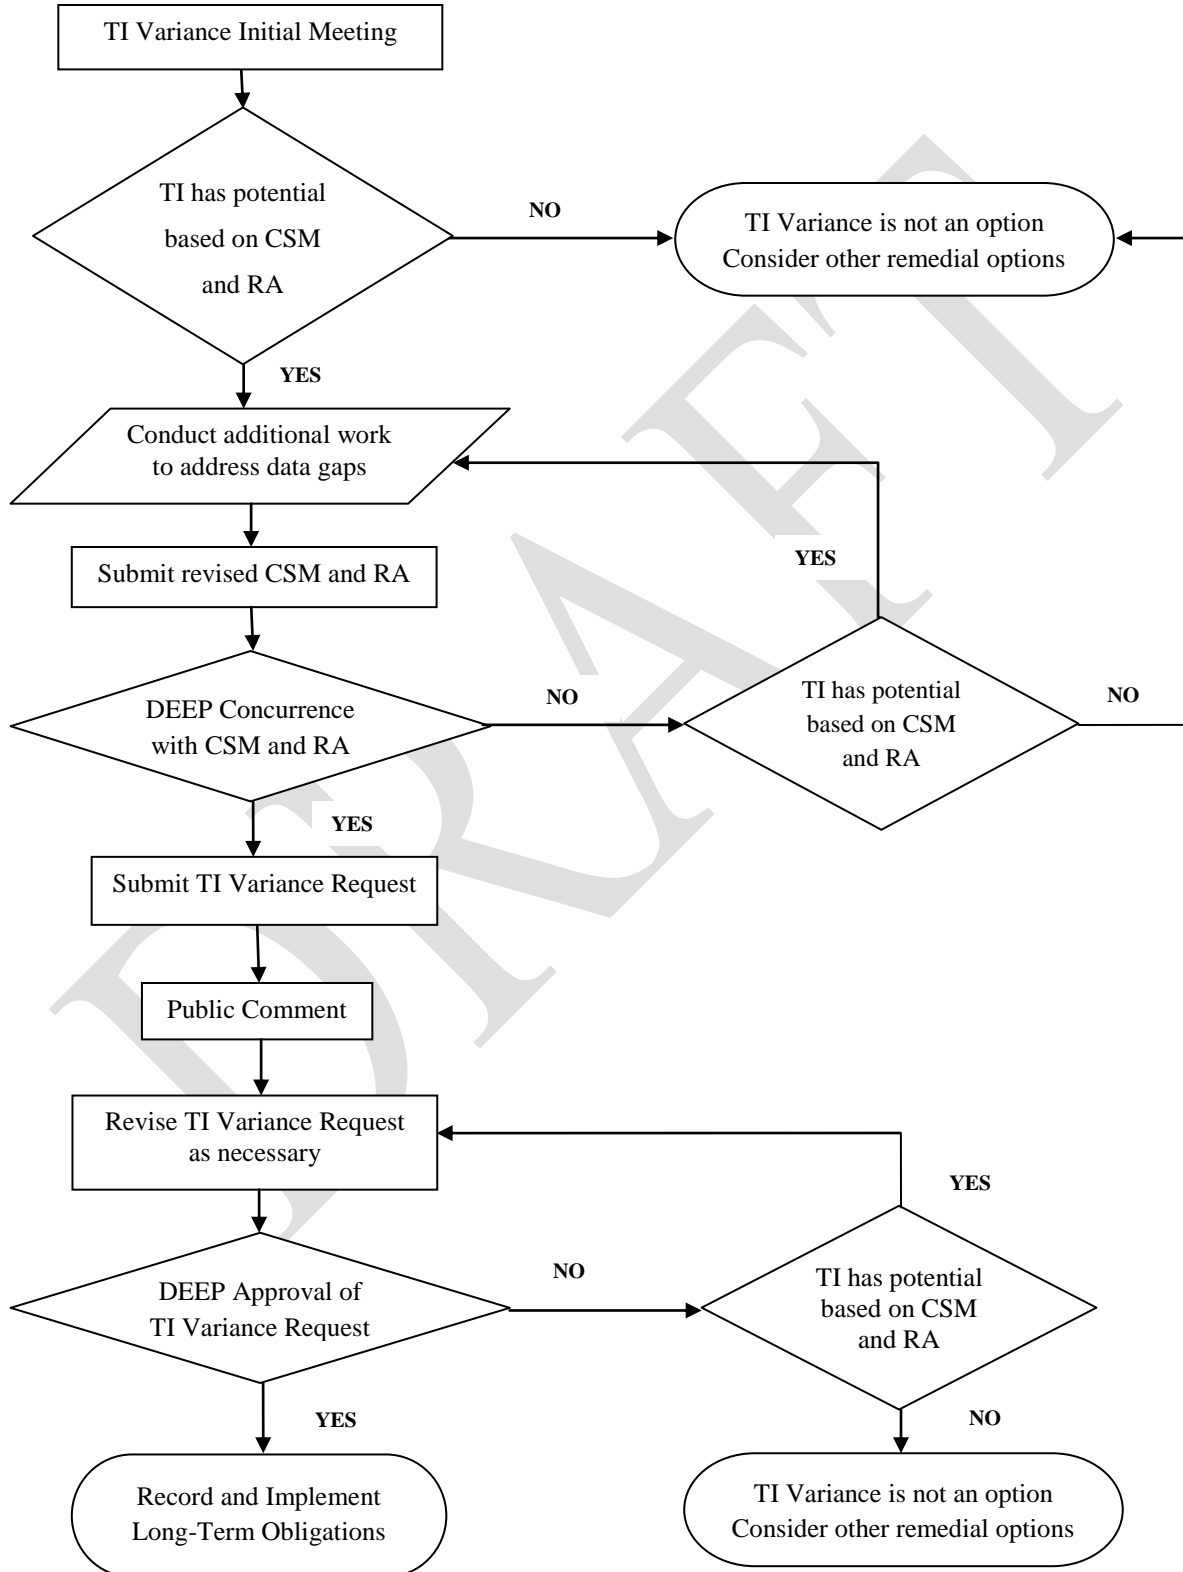 TI Variance Initial Meeting
TI has potential
based on CSM
and RA
NO
TI Variance is not an option
Consider other remedial options
YES
Conduct additional work
to address data gaps
Submit revised CSM and RA
YES
DEEP Concurrence
with CSM and RA
NO
TI has potential
based on CSM
and RA
NO
YES
Submit TI Variance Request
Public Comment
Revise TI Variance Request
as necessary
YES
DEEP Approval of
TI Variance Request
NO
TI has potential
based on CSM
and RA
YES
NO
Record and Implement
Long-Term Obligations
TI Variance is not an option
Consider other remedial options
DRAFT